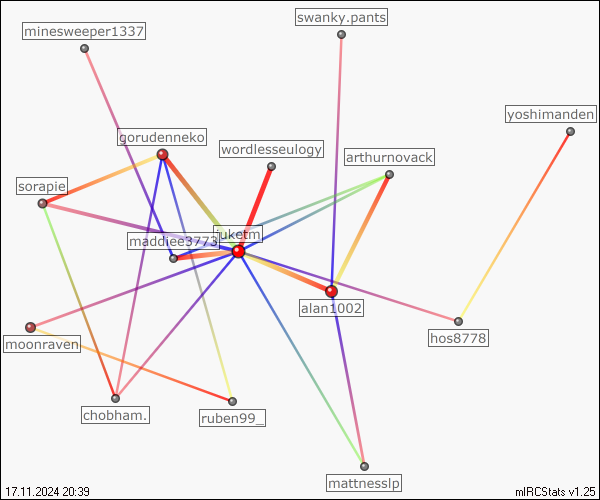 swanky.pants
minesweeper1337
yoshimanden
gorudenneko
wordlesseulogy
arthurnovack
sorapie
juketm
maddiee3773
alan1002
hos8778
moonraven
chobham.
ruben99_
mattnesslp
17.11.2024 20:39
mIRCStats v1.25